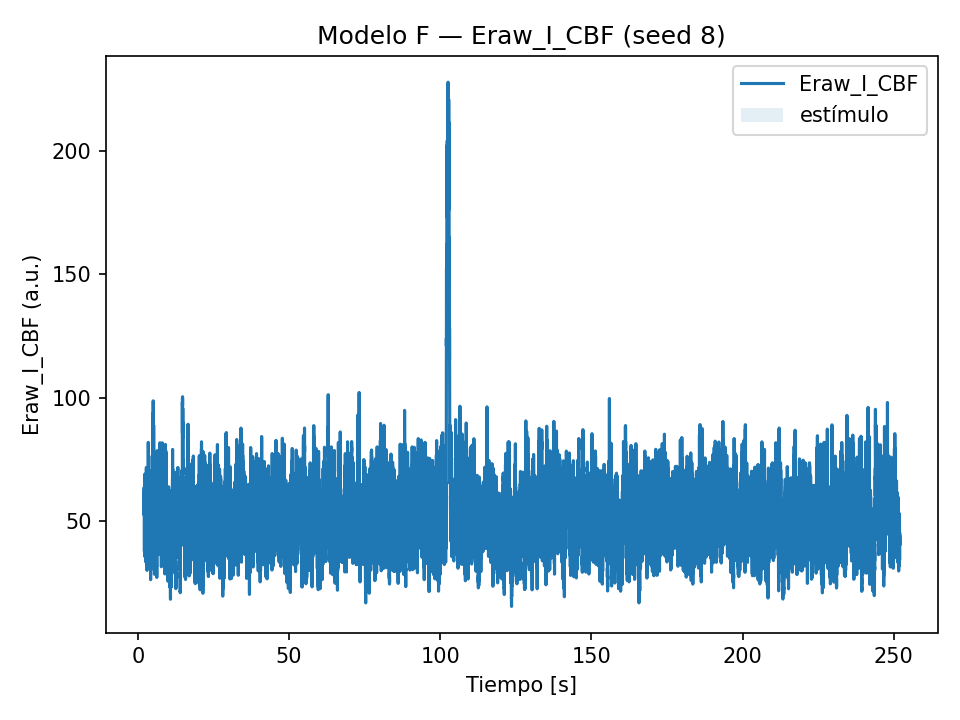 Modelo F — Eraw_I_CBF (seed 8)
Eraw_I_CBF
estímulo
Eraw_I_CBF (a.u.)
200
150
100
50
0
50
100
150
200
250
Tiempo [s]